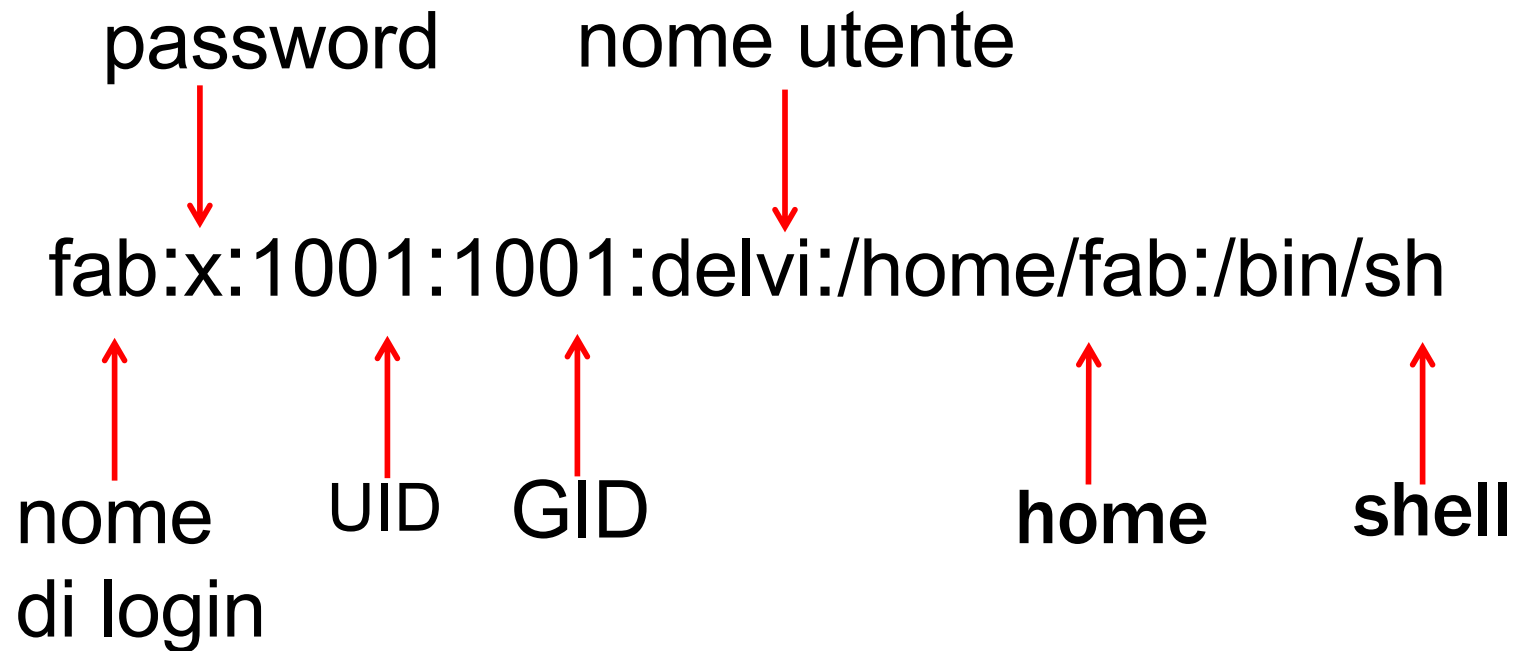 password nome utente
fab:x:1001:1001:delvi:/home/fab:/bin/sh
nome UID GID home shell
di login